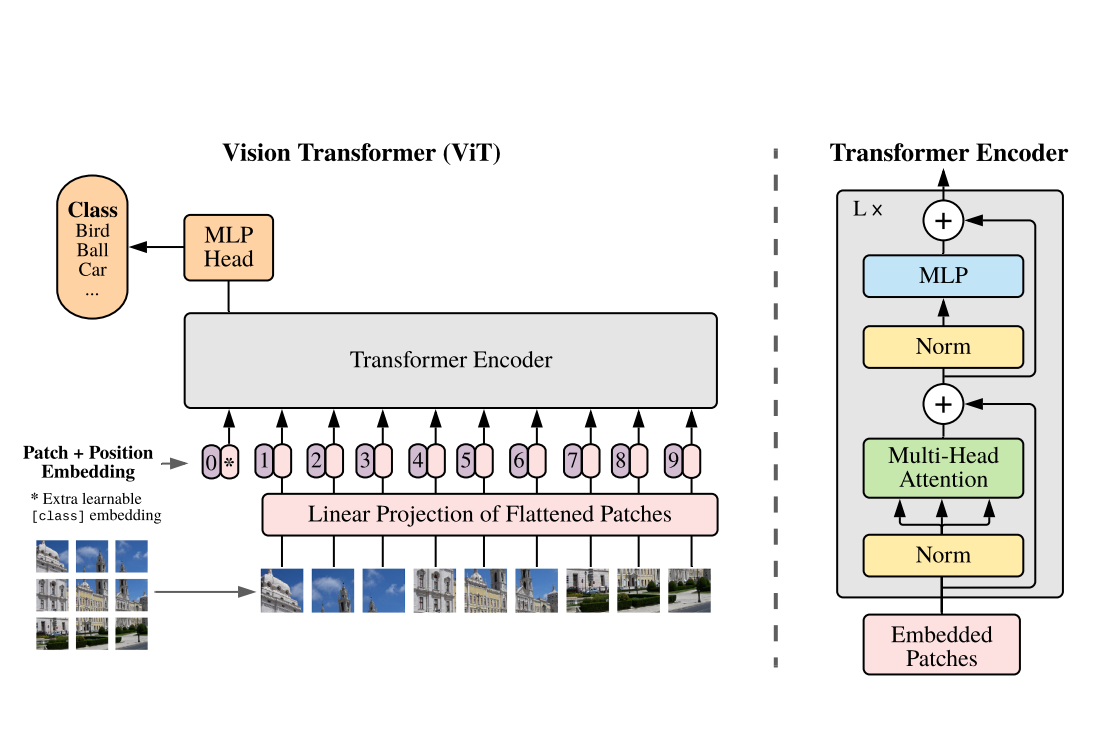 Vision Transformer (ViT)
Class
Bird
Ball
Car
...
MLP
Head
Transformer Encoder
Patch + Position
Embedding
* Extra learnable
[class] embedding
0 * 1 2 3 4 5 6 7 8 9
Linear Projection of Flattened Patches
Transformer Encoder
L x
+
MLP
Norm
+
Multi-Head
Attention
Norm
Embedded
Patches